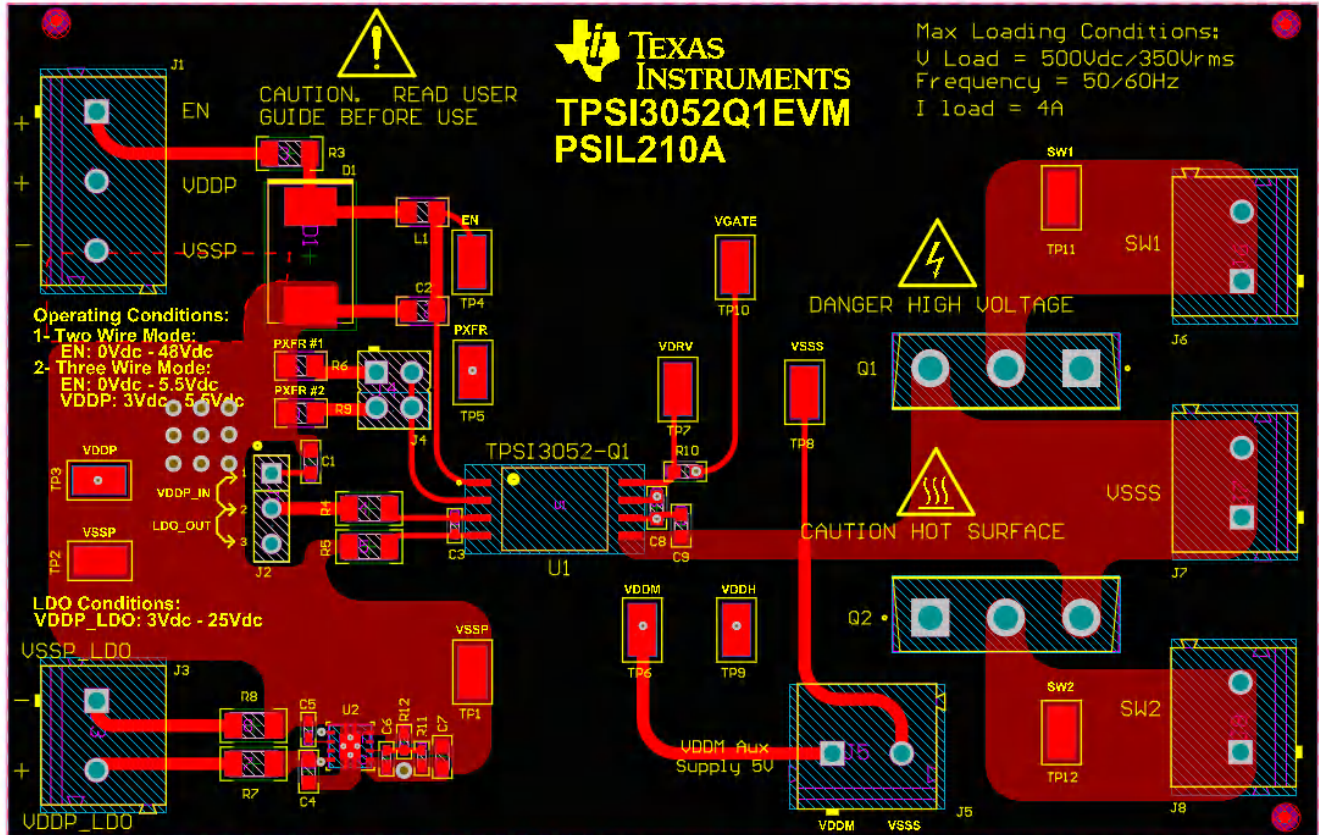 TEXAS
INSTRUMENTS
TPSI3052Q1EVM
PSIL210A
Max Loading Conditions:
V Load = 500Vdc/350Vrms
Frequency = 50/60Hz
I load = 4A
CAUTION. READ USER
GUIDE BEFORE USE
J1
EN
VDDP
VSSP
+
+
-
R3
D1
D1
L1
EN
TP4
C2
PXFR
TP5
Operating Conditions:
1- Two Wire Mode:
EN: 0Vdc - 48Vdc
2- Three Wire Mode:
EN: 0Vdc - 5.5Vdc
VDDP: 3Vdc - 5.5Vdc
PXFR #1
R6
PXFR #2
R9
J4
VDDP
TP3
VSSP
TP2
C1
1
VDDP_IN
2
LDO_OUT
3
J2
R4
R5
C3
TPSI3052-Q1
U1
U1
VGATE
TP10
VDRV
TP7
VSSS
TP8
R10
C8
C9
SW1
TP11
SW1
J6
DANGER HIGH VOLTAGE
Q1
VSSS
J7
CAUTION HOT SURFACE
Q2
SW2
TP12
SW2
J8
VDDM
TP6
VDDH
TP9
VDDM Aux
Supply 5V
J5
J5
VDDM VSSS
LDO Conditions:
VDDP_LDO: 3Vdc - 25Vdc
VSSP_LDO
J3
-
+
VDDP_LDO
R8
R7
C5
C4
U2
C6
R12
R11
C7
VSSP
TP1